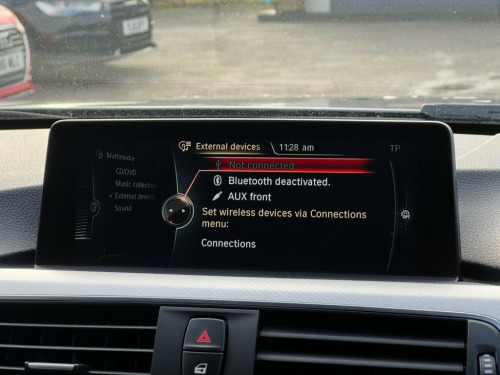 External devices
11:28 am
TP
Multimedia
CD/DVD
Music collection
External devices
Sound
Not connected
Bluetooth deactivated.
AUX front
Set wireless devices via Connections
menu:
Connections